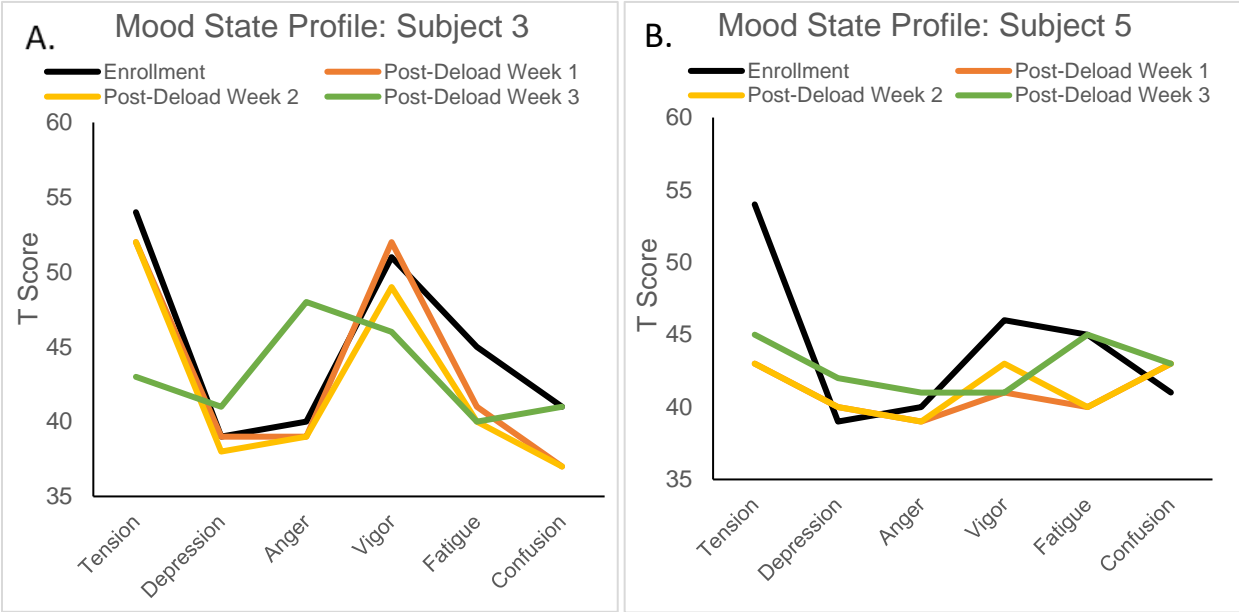 A.
Mood State Profile: Subject 3
Enrollment
Post-Deload Week 1
Post-Deload Week 2
Post-Deload Week 3
T Score
60
55
50
45
40
35
Tension
Depression
Anger
Vigor
Fatigue
Confusion
B.
Mood State Profile: Subject 5
Enrollment
Post-Deload Week 1
Post-Deload Week 2
Post-Deload Week 3
T Score
60
55
50
45
40
35
Tension
Depression
Anger
Vigor
Fatigue
Confusion